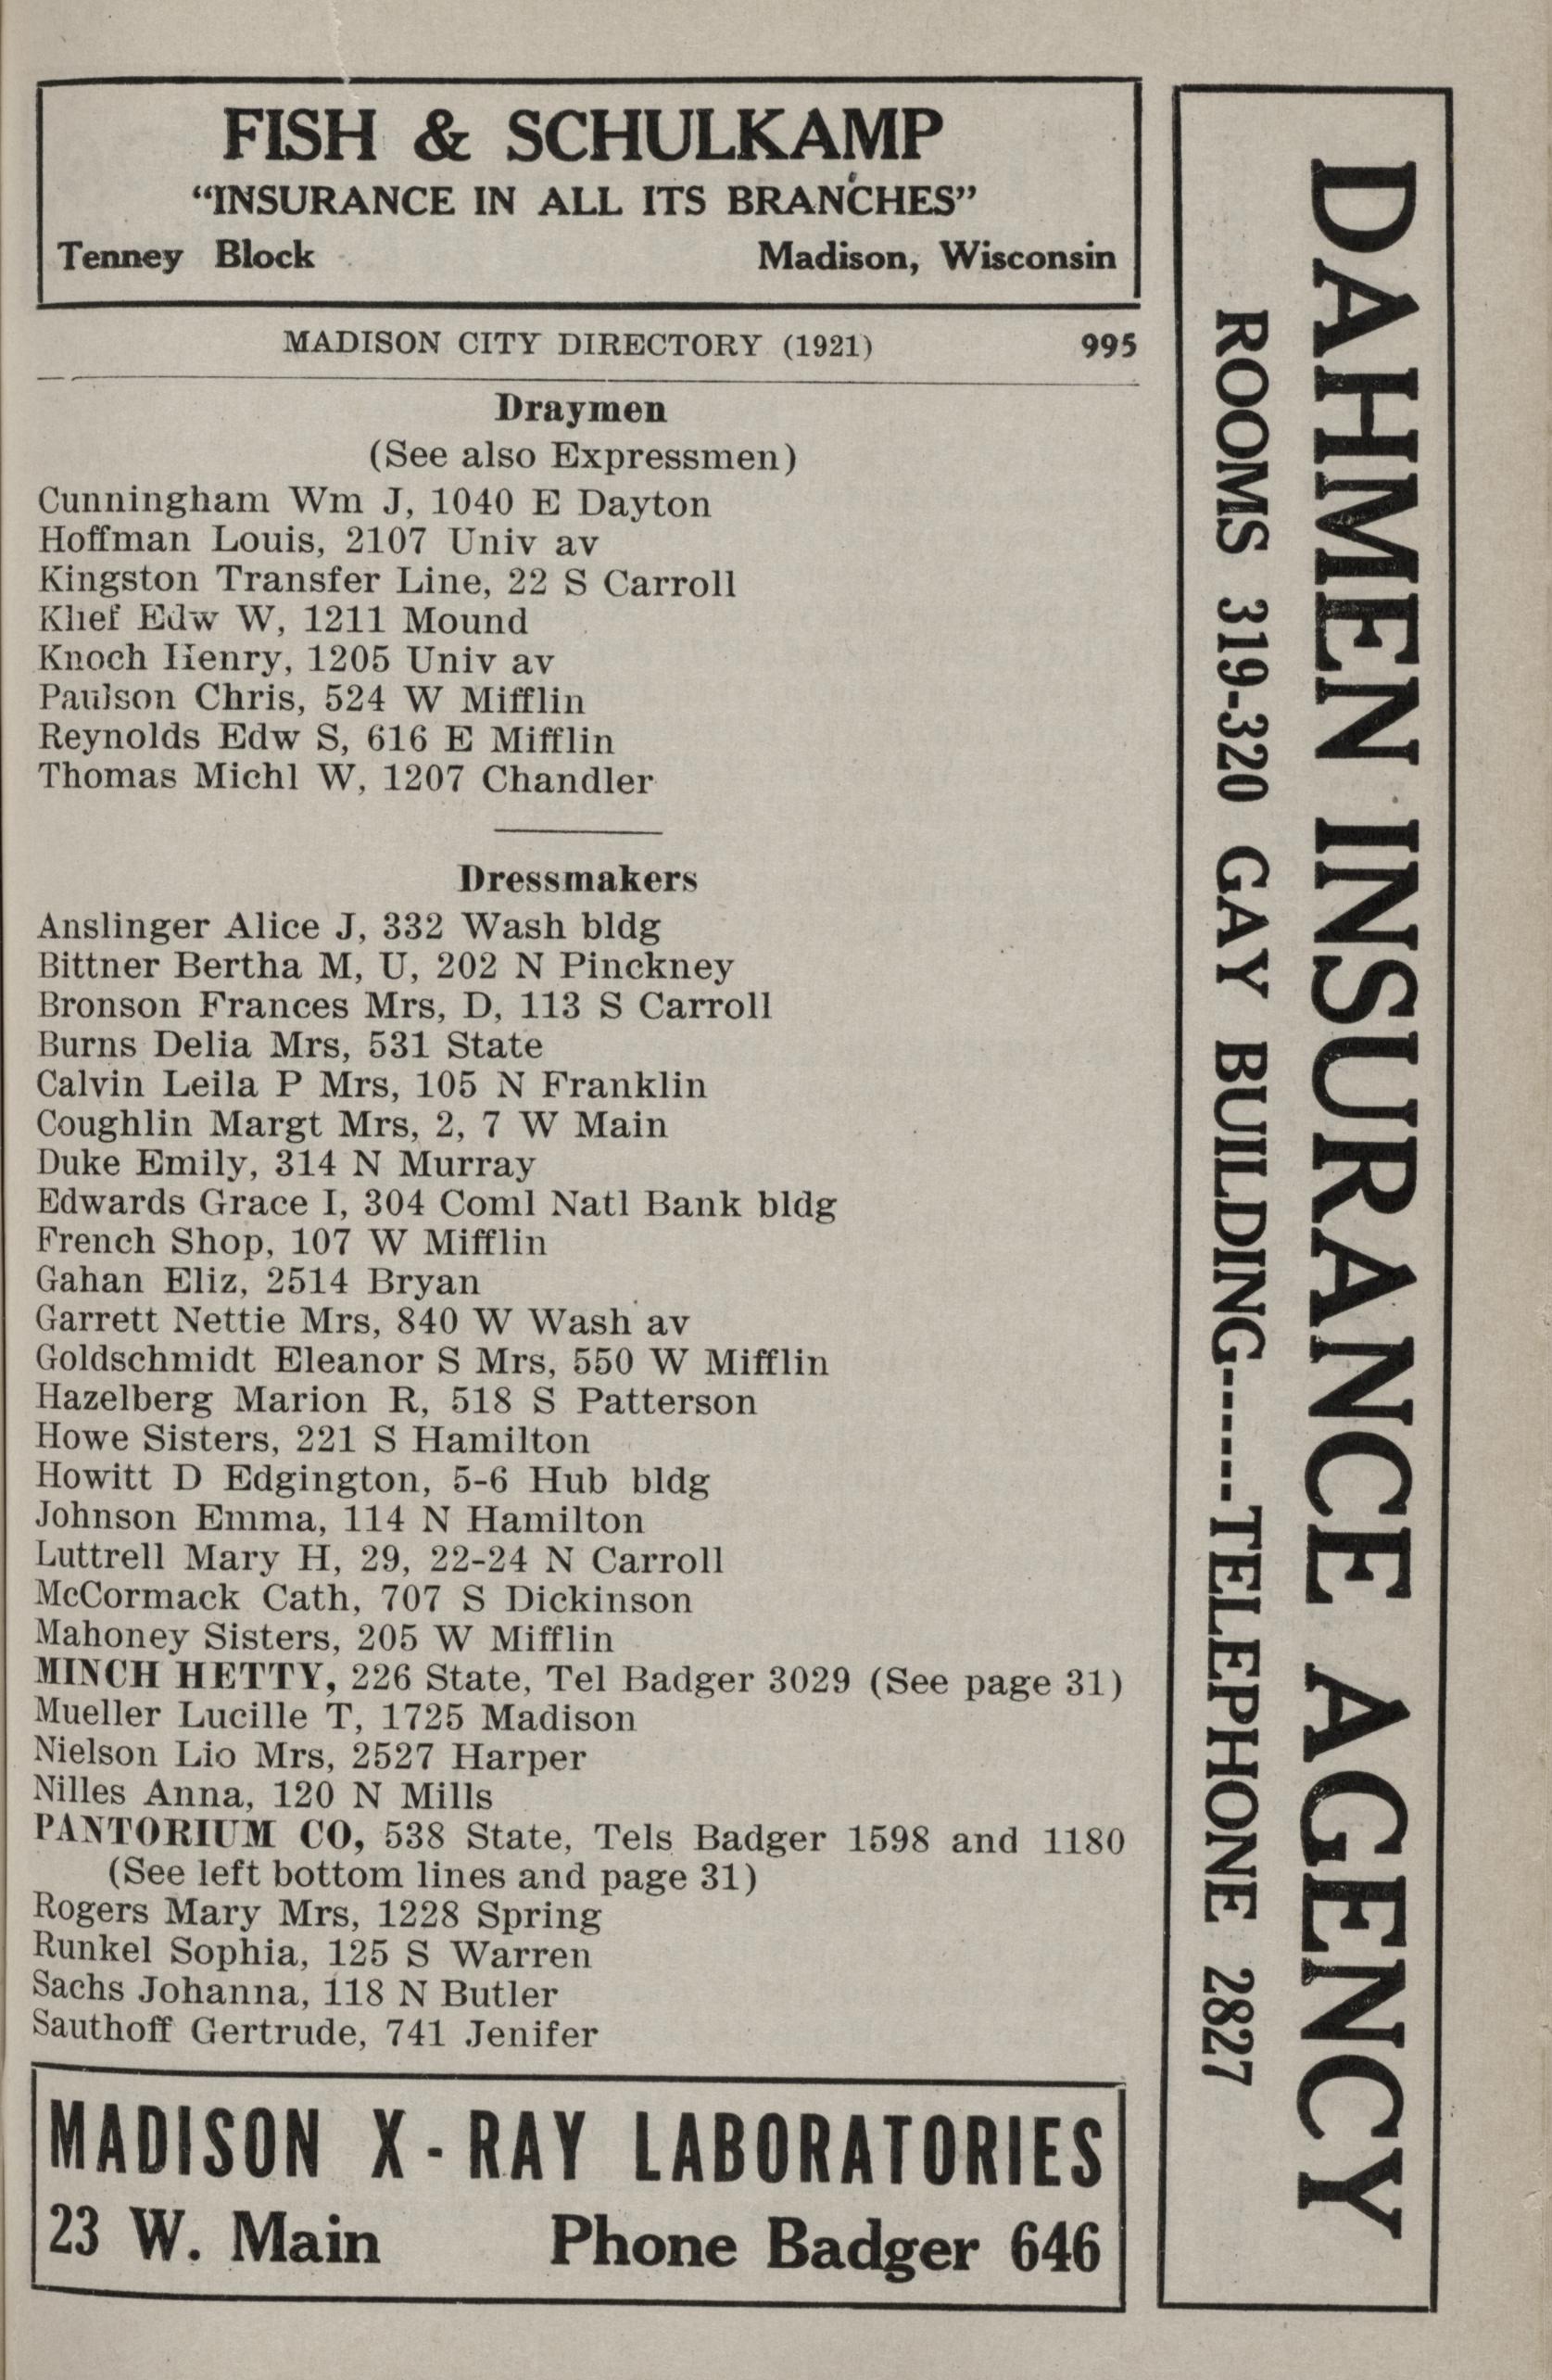 FISH & SCHULKAMP
“INSURANCE IN ALL ITS BRANCHES”
Tenney Block Madison, Wisconsin
MADISON CITY DIRECTORY (1921) 995
Draymen
(See also Expressmen)
Cunningham Wm J, 1040 E Dayton
Hoffman Louis, 2107 Univ av
Kingston Transfer Line, 22 S Carroll
Klief Edw W, 1211 Mound
Knoch Henry, 1205 Univ av
Paulson Chris, 524 W Mifflin
Reynolds Edw S, 616 E Mifflin
Thomas Michl W, 1207 Chandler
Dressmakers
Anslinger Alice J, 332 Wash bldg
Bittner Bertha M, U, 202 N Pinckney
Bronson Frances Mrs, D, 113 S Carroll
Burns Delia Mrs, 531 State
Calvin Leila P Mrs, 105 N Franklin
Coughlin Margt Mrs, 2, 7 W Main
Duke Emily, 314 N Murray
Edwards Grace I, 304 Coml Natl Bank bldg
French Shop, 107 W Mifflin
Gahan Eliz, 2514 Bryan
Garrett Nettie Mrs, 840 W Wash av
Goldschmidt Eleanor S Mrs, 550 W Mifflin
Hazelberg Marion R, 518 S Patterson
Howe Sisters, 221 S Hamilton
Howitt D Edgington, 5-6 Hub bldg
Johnson Emma, 114 N Hamilton
Luttrell Mary H, 29, 22-24 N Carroll
McCormack Cath, 707 S Dickinson
Mahoney Sisters, 205 W Mifflin
MINCH HETTY, 226 State, Tel Badger 3029 (See page 31)
Mueller Lucille T, 1725 Madison
Nielson Lio Mrs, 2527 Harper
Nilles Anna, 120 N Mills
PANTORIUM CO, 538 State, Tels Badger 1598 and 1180
(See left bottom lines and page 31)
Rogers Mary Mrs, 1228 Spring
Runkel Sophia, 125 S Warren
Sachs Johanna, 118 N Butler
Sauthoff Gertrude, 741 Jenifer
MADISON X-RAY LABORATORIES
23 W. Main Phone Badger 646
DAHMEN INSURANCE AGENCY
ROOMS 319-320 GAY BUILDING------TELEPHONE 2827